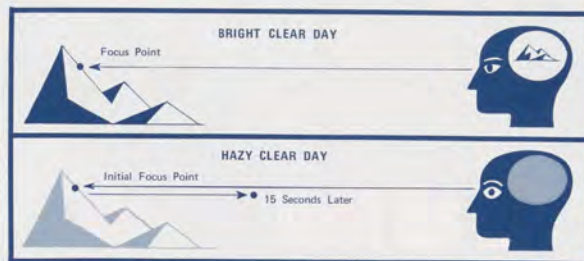 BRIGHT CLEAR DAY
Focus Point
HAZY CLEAR DAY
Initial Focus Point
15 Seconds Later